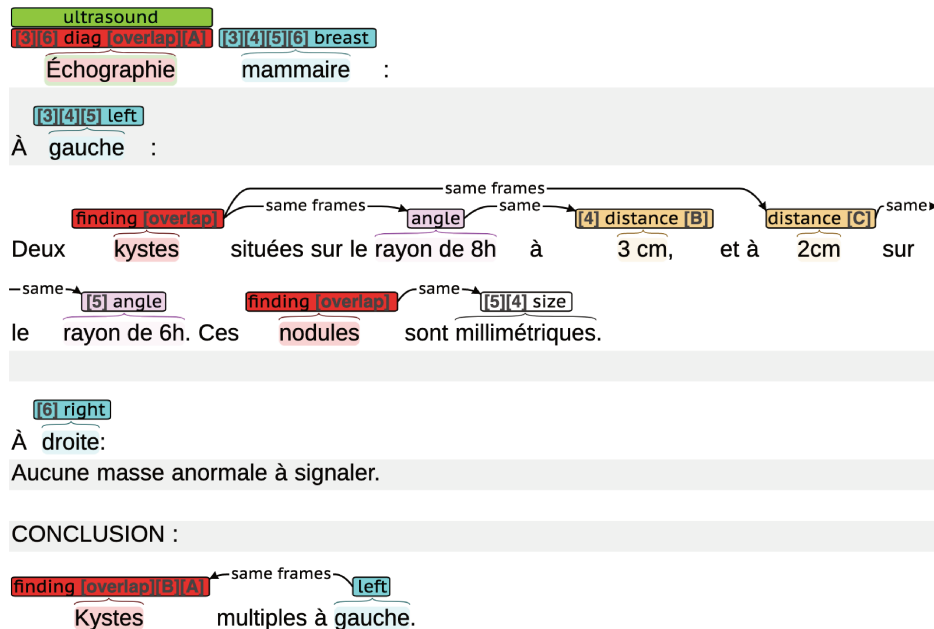 ultrasound
[3][6] diag [overlap][A] [3][4][5][6] breast
Échographie mammaire :
[3][4][5] left
À gauche :
same frames
same frames same same
finding [overlap] angle [4] distance [B] distance [C]
Deux kystes situées sur le rayon de 8h à 3 cm, et à 2cm sur
same same
[5] angle finding [overlap] [5][4] size
le rayon de 6h. Ces nodules sont millimétriques.
[6] right
À droite:
Aucune masse anormale à signaler.
CONCLUSION :
same frames
finding [overlap][B][A] left
Kystes multiples à gauche.